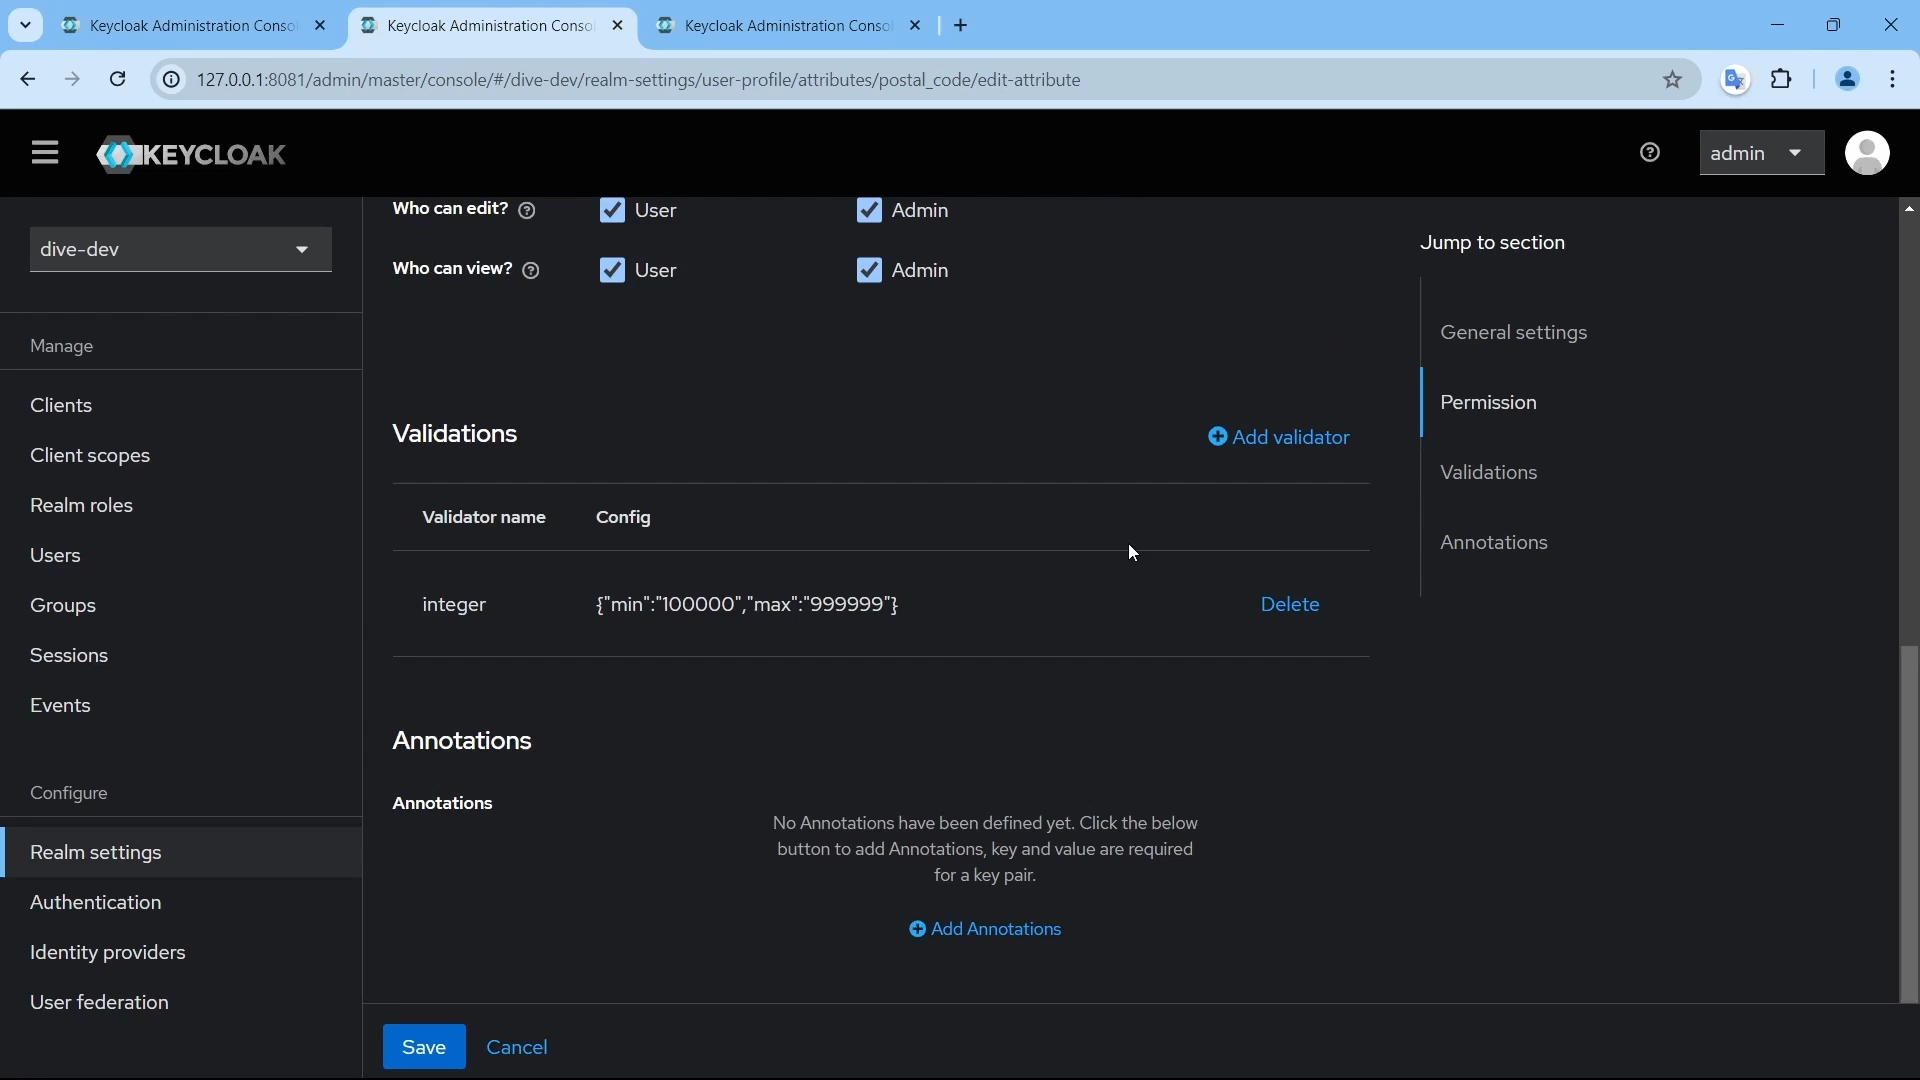 Keycloak Administration Consol
Keycloak Administration Consol
Keycloak Administration Consol
127.0.0.1:8081/admin/master/console/#/dive-dev/realm-settings/user-profile/attributes/postal_code/edit-attribute
KEYCLOAK
admin
dive-dev
Manage
Clients
Client scopes
Realm roles
Users
Groups
Sessions
Events
Configure
Realm settings
Authentication
Identity providers
User federation
Who can edit?
User
Admin
Who can view?
User
Admin
Validations
Add validator
Validator name
Config
integer
{"min":"100000","max":"999999"}
Delete
Annotations
Annotations
No Annotations have been defined yet. Click the below
button to add Annotations, key and value are required
for a key pair.
Add Annotations
Save
Cancel
Jump to section
General settings
Permission
Validations
Annotations